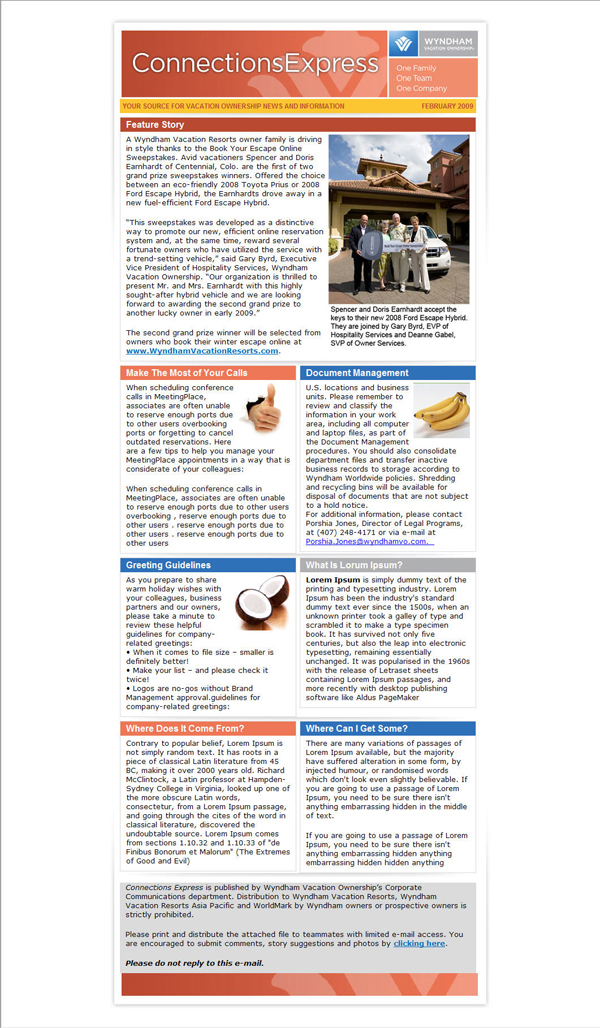 ConnectionsExpress
WYNDHAM
VACATION OWNERSHIP
One Family
One Team
One Company
YOUR SOURCE FOR VACATION OWNERSHIP NEWS AND INFORMATION
FEBRUARY 2009
Feature Story
A Wyndham Vacation Resorts owner family is driving
in style thanks to the Book Your Escape Online
Sweepstakes. Avid vacationers Spencer and Doris
Earnhardt of Centennial, Colo. are the first of two
grand prize sweepstakes winners. Offered the choice
between an eco-friendly 2008 Toyota Prius or 2008
Ford Escape Hybrid, the Earnhardts drove away in a
new fuel-efficient Ford Escape Hybrid.
"This sweepstakes was developed as a distinctive
way to promote our new, efficient online reservation
system and, at the same time, reward several
fortunate owners who have utilized the service with
a trend-setting vehicle," said Gary Byrd, Executive
Vice President of Hospitality Services, Wyndham
Vacation Ownership. "Our organization is thrilled to
present Mr. and Mrs. Earnhardt with this highly
sought-after hybrid vehicle and we are looking
forward to awarding the second grand prize to
another lucky owner in early 2009."
The second grand prize winner will be selected from
owners who book their winter escape online at
www.WyndhamVacationResorts.com.
Spencer and Doris Earnhardt accept the
keys to their new 2008 Ford Escape Hybrid.
They are joined by Gary Byrd, EVP of
Hospitality Services and Deanne Gabel,
SVP of Owner Services.
Make The Most of Your Calls
When scheduling conference
calls in MeetingPlace,
associates are often unable
to reserve enough ports due
to other users overbooking
ports or forgetting to cancel
outdated reservations. Here
are a few tips to help you manage your
MeetingPlace appointments in a way that is
considerate of your colleagues:
When scheduling conference calls in
MeetingPlace, associates are often unable
to reserve enough ports due to other users
overbooking , reserve enough ports due to
other users . reserve enough ports due to
other users . reserve enough ports due to
other users
Document Management
U.S. locations and business
units. Please remember to
review and classify the
information in your work
area, including all computer
and laptop files, as part of
the Document Management
procedures. You should also consolidate
department files and transfer inactive
business records to storage according to
Wyndham Worldwide policies. Shredding
and recycling bins will be available for
disposal of documents that are not subject
to a hold notice.
For additional information, please contact
Porshia Jones, Director of Legal Programs,
at (407) 248-4171 or via e-mail at
Porshia.Jones@wyndhamvo.com.
Greeting Guidelines
As you prepare to share
warm holiday wishes with
your colleagues, business
partners and our owners,
please take a minute to
review these helpful
guidelines for company-
related greetings:
• When it comes to file size – smaller is
definitely better!
• Make your list – and please check it
twice!
• Logos are no-gos without Brand
Management approval.guidelines for
company-related greetings:
What Is Lorum Ipsum?
Lorem Ipsum is simply dummy text of the
printing and typesetting industry. Lorem
Ipsum has been the industry's standard
dummy text ever since the 1500s, when an
unknown printer took a galley of type and
scrambled it to make a type specimen
book. It has survived not only five
centuries, but also the leap into electronic
typesetting, remaining essentially
unchanged. It was popularised in the 1960s
with the release of Letraset sheets
containing Lorem Ipsum passages, and
more recently with desktop publishing
software like Aldus PageMaker
Where Does It Come From?
Contrary to popular belief, Lorem Ipsum is
not simply random text. It has roots in a
piece of classical Latin literature from 45
BC, making it over 2000 years old. Richard
McClintock, a Latin professor at Hampden-
Sydney College in Virginia, looked up one of
the more obscure Latin words,
consectetur, from a Lorem Ipsum passage,
and going through the cites of the word in
classical literature, discovered the
undoubtable source. Lorem Ipsum comes
from sections 1.10.32 and 1.10.33 of "de
Finibus Bonorum et Malorum" (The Extremes
of Good and Evil)
Where Can I Get Some?
There are many variations of passages of
Lorem Ipsum available, but the majority
have suffered alteration in some form, by
injected humour, or randomised words
which don't look even slightly believable. If
you are going to use a passage of Lorem
Ipsum, you need to be sure there isn't
anything embarrassing hidden in the middle
of text.
If you are going to use a passage of Lorem
Ipsum, you need to be sure there isn't
anything embarrassing hidden anything
embarrassing hidden hidden anything
Connections Express is published by Wyndham Vacation Ownership's Corporate
Communications department. Distribution to Wyndham Vacation Resorts, Wyndham
Vacation Resorts Asia Pacific and WorldMark by Wyndham owners or prospective owners is
strictly prohibited.
Please print and distribute the attached file to teammates with limited e-mail access. You
are encouraged to submit comments, story suggestions and photos by clicking here.
Please do not reply to this e-mail.